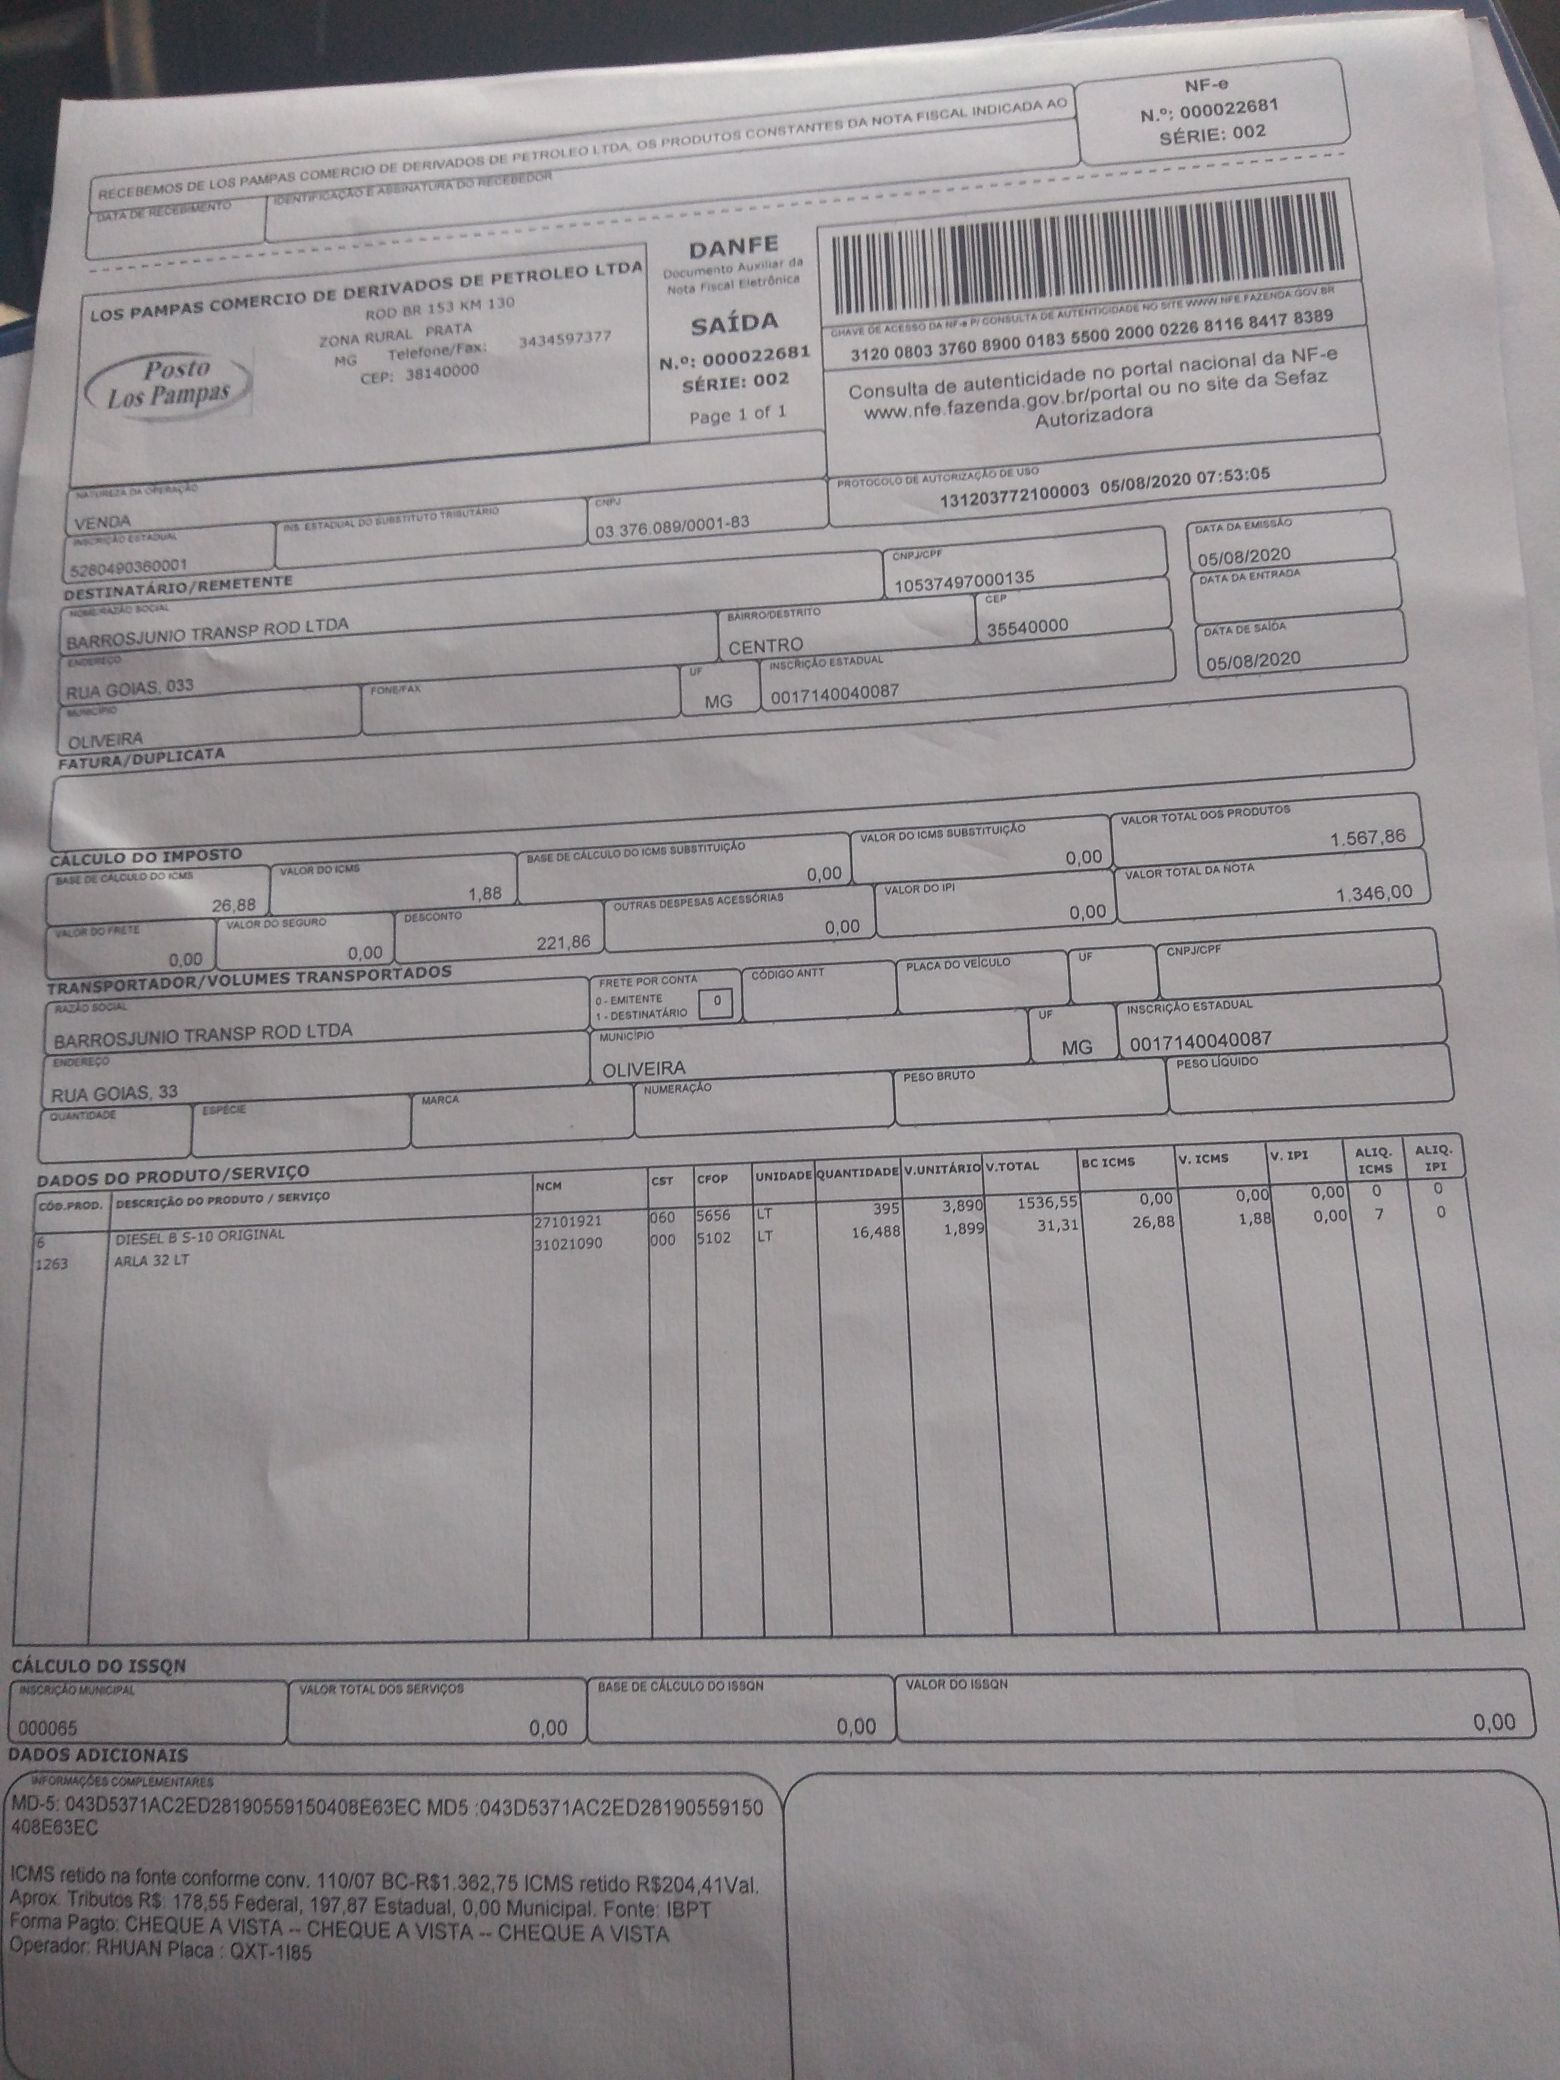 RECEBEMOS DE LOS PAMPAS COMERCIO DE DERIVADOS DE PETROLEO LTDA, OS PRODUTOS CONSTANTES DA NOTA FISCAL INDICADA AO
DATA DE RECEBIMENTO
IDENTIFICAÇÃO E ASSINATURA DO RECEBEDOR
NF-e
N.º: 000022681
SÉRIE: 002
LOS PAMPAS COMERCIO DE DERIVADOS DE PETROLEO LTDA
ROD BR 153 KM 130
ZONA RURAL PRATA
MG Telefone/Fax: 3434597377
CEP: 38140000
Posto
Los Pampas
DANFE
Documento Auxiliar da
Nota Fiscal Eletrônica
SAÍDA
N.º: 000022681
SÉRIE: 002
Page 1 of 1
CHAVE DE ACESSO DA NF-e P/ CONSULTA DE AUTENTICIDADE NO SITE WWW.NFE.FAZENDA.GOV.BR
3120 0803 3760 8900 0183 5500 2000 0226 8116 8417 8389
Consulta de autenticidade no portal nacional da NF-e
www.nfe.fazenda.gov.br/portal ou no site da Sefaz
Autorizadora
NATUREZA DA OPERAÇÃO
VENDA
PROTOCOLO DE AUTORIZAÇÃO DE USO
131203772100003 05/08/2020 07:53:05
INSCRIÇÃO ESTADUAL
5280490360001
INS. ESTADUAL DO SUBSTITUTO TRIBUTÁRIO
CNPJ
03.376.089/0001-83
DESTINATÁRIO/REMETENTE
NOME/RAZÃO SOCIAL
BARROSJUNIO TRANSP ROD LTDA
CNPJ/CPF
10537497000135
DATA DA EMISSÃO
05/08/2020
ENDEREÇO
RUA GOIAS, 033
BAIRRO/DESTRITO
CENTRO
CEP
35540000
DATA DA ENTRADA
MUNICÍPIO
OLIVEIRA
FONE/FAX
UF
MG
INSCRIÇÃO ESTADUAL
0017140040087
DATA DE SAÍDA
05/08/2020
FATURA/DUPLICATA
CÁLCULO DO IMPOSTO
BASE DE CÁLCULO DO ICMS
26,88
VALOR DO ICMS
1,88
BASE DE CÁLCULO DO ICMS SUBSTITUIÇÃO
0,00
VALOR DO ICMS SUBSTITUIÇÃO
0,00
VALOR TOTAL DOS PRODUTOS
1.567,86
VALOR DO FRETE
0,00
VALOR DO SEGURO
0,00
DESCONTO
221,86
OUTRAS DESPESAS ACESSÓRIAS
0,00
VALOR DO IPI
0,00
VALOR TOTAL DA NOTA
1.346,00
TRANSPORTADOR/VOLUMES TRANSPORTADOS
RAZÃO SOCIAL
BARROSJUNIO TRANSP ROD LTDA
FRETE POR CONTA
0 - EMITENTE
1 - DESTINATÁRIO
0
CÓDIGO ANTT
PLACA DO VEÍCULO
UF
CNPJ/CPF
ENDEREÇO
RUA GOIAS, 33
MUNICÍPIO
OLIVEIRA
UF
MG
INSCRIÇÃO ESTADUAL
0017140040087
QUANTIDADE
ESPÉCIE
MARCA
NUMERAÇÃO
PESO BRUTO
PESO LÍQUIDO
DADOS DO PRODUTO/SERVIÇO
CÓD.PROD. DESCRIÇÃO DO PRODUTO / SERVIÇO NCM CST CFOP UNIDADE QUANTIDADE V.UNITÁRIO V.TOTAL BC ICMS V. ICMS V. IPI ALIQ. ICMS ALIQ. IPI
6 DIESEL B S-10 ORIGINAL 27101921 060 5656 LT 395 3,890 1536,55 0,00 0,00 0,00 0 0
1263 ARLA 32 LT 31021090 000 5102 LT 16,488 1,899 31,31 26,88 1,88 0,00 7 0
CÁLCULO DO ISSQN
INSCRIÇÃO MUNICIPAL
000065
VALOR TOTAL DOS SERVIÇOS
0,00
BASE DE CÁLCULO DO ISSQN
0,00
VALOR DO ISSQN
0,00
DADOS ADICIONAIS
INFORMAÇÕES COMPLEMENTARES
MD-5: 043D5371AC2ED28190559150408E63EC MD5 :043D5371AC2ED28190559150
408E63EC
ICMS retido na fonte conforme conv. 110/07 BC-R$1.362,75 ICMS retido R$204,41Val.
Aprox. Tributos R$: 178,55 Federal, 197,87 Estadual, 0,00 Municipal. Fonte: IBPT
Forma Pagto: CHEQUE A VISTA -- CHEQUE A VISTA -- CHEQUE A VISTA
Operador: RHUAN Placa : QXT-1I85